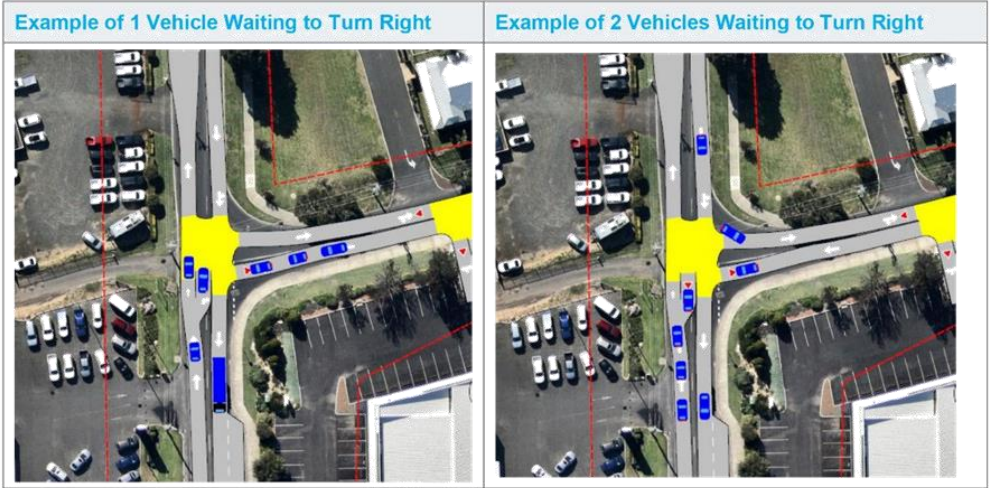 Example of 1 Vehicle Waiting to Turn Right
Example of 2 Vehicles Waiting to Turn Right